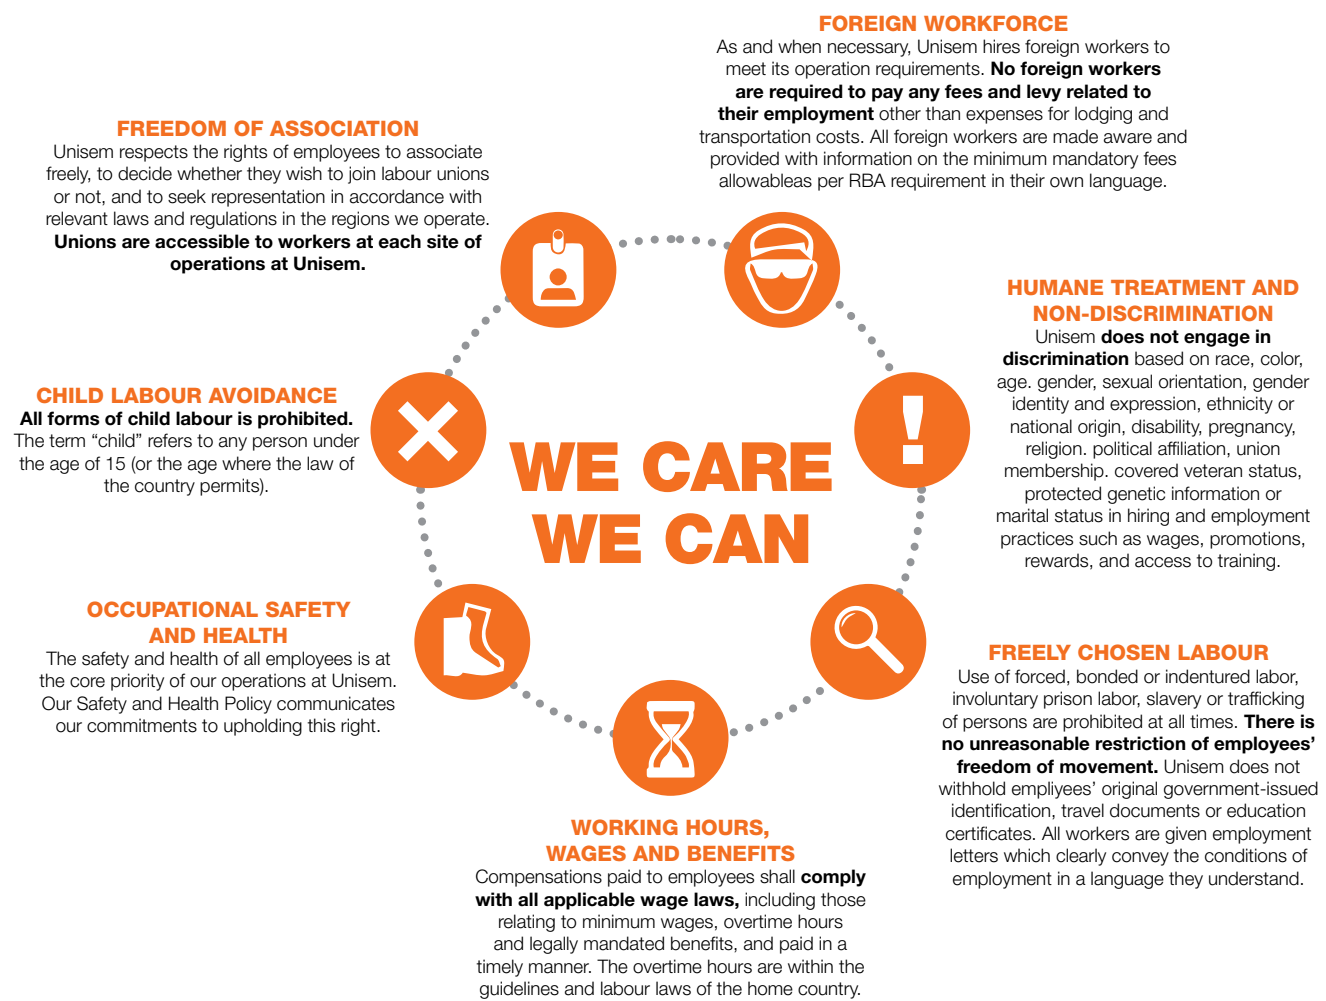 FOREIGN WORKFORCE
As and when necessary, Unisem hires foreign workers to
meet its operation requirements. No foreign workers
are required to pay any fees and levy related to
their employment other than expenses for lodging and
transportation costs. All foreign workers are made aware and
provided with information on the minimum mandatory fees
allowableas per RBA requirement in their own language.
FREEDOM OF ASSOCIATION
Unisem respects the rights of employees to associate
freely, to decide whether they wish to join labour unions
or not, and to seek representation in accordance with
relevant laws and regulations in the regions we operate.
Unions are accessible to workers at each site of
operations at Unisem.
HUMANE TREATMENT AND
NON-DISCRIMINATION
Unisem does not engage in
discrimination based on race, color,
age. gender, sexual orientation, gender
identity and expression, ethnicity or
national origin, disability, pregnancy,
religion. political affiliation, union
membership. covered veteran status,
protected genetic information or
marital status in hiring and employment
practices such as wages, promotions,
rewards, and access to training.
CHILD LABOUR AVOIDANCE
All forms of child labour is prohibited.
The term “child” refers to any person under
the age of 15 (or the age where the law of
the country permits).
WE CARE
WE CAN
OCCUPATIONAL SAFETY
AND HEALTH
The safety and health of all employees is at
the core priority of our operations at Unisem.
Our Safety and Health Policy communicates
our commitments to upholding this right.
FREELY CHOSEN LABOUR
Use of forced, bonded or indentured labor,
involuntary prison labor, slavery or trafficking
of persons are prohibited at all times. There is
no unreasonable restriction of employees’
freedom of movement. Unisem does not
withhold empliyees’ original government-issued
identification, travel documents or education
certificates. All workers are given employment
letters which clearly convey the conditions of
employment in a language they understand.
WORKING HOURS,
WAGES AND BENEFITS
Compensations paid to employees shall comply
with all applicable wage laws, including those
relating to minimum wages, overtime hours
and legally mandated benefits, and paid in a
timely manner. The overtime hours are within the
guidelines and labour laws of the home country.